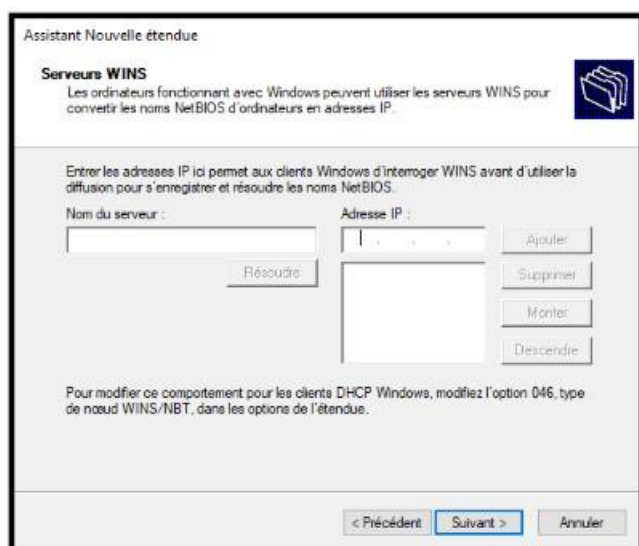 Assistant Nouvelle étendue
Serveurs WINS
Les ordinateurs fonctionnant avec Windows peuvent utiliser les serveurs WINS pour
convertir les noms NetBIOS d'ordinateurs en adresses IP.
Entrer les adresses IP ici permet aux clients Windows d'interroger WINS avant d'utiliser la
diffusion pour s'enregistrer et résoudre les noms NetBIOS.
Nom du serveur :
Adresse IP :
Ajouter
Résoudre
Supprimer
Monter
Descendre
Pour modifier ce comportement pour les clients DHCP Windows, modifiez l'option 046, type
de nœud WINS/NBT, dans les options de l'étendue.
< Précédent Suivant > Annuler